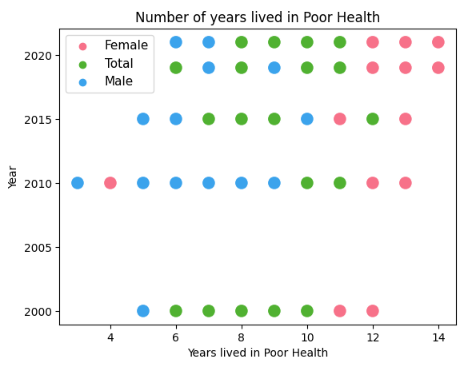 Number of years lived in Poor Health
Female
Total
Male
2020
2015
2010
2005
2000
Year
4 6 8 10 12 14
Years lived in Poor Health